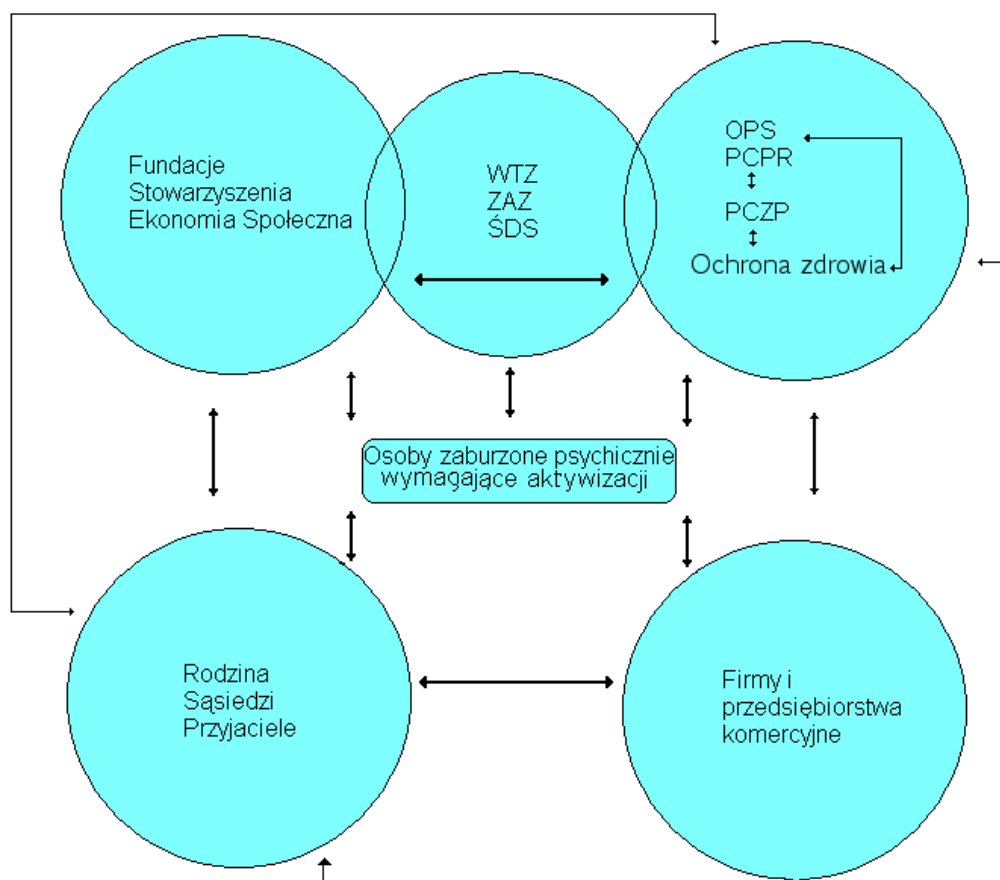 Fundacje
Stowarzyszenia
Ekonomia Społeczna
WTZ
ZAZ
ŚDS
OPS
PCPR
PCZP
Ochrona zdrowia
Osoby zaburzone psychicznie
wymagające aktywizacji
Rodzina
Sąsiedzi
Przyjaciele
Firmy i
przedsiębiorstwa
komercyjne